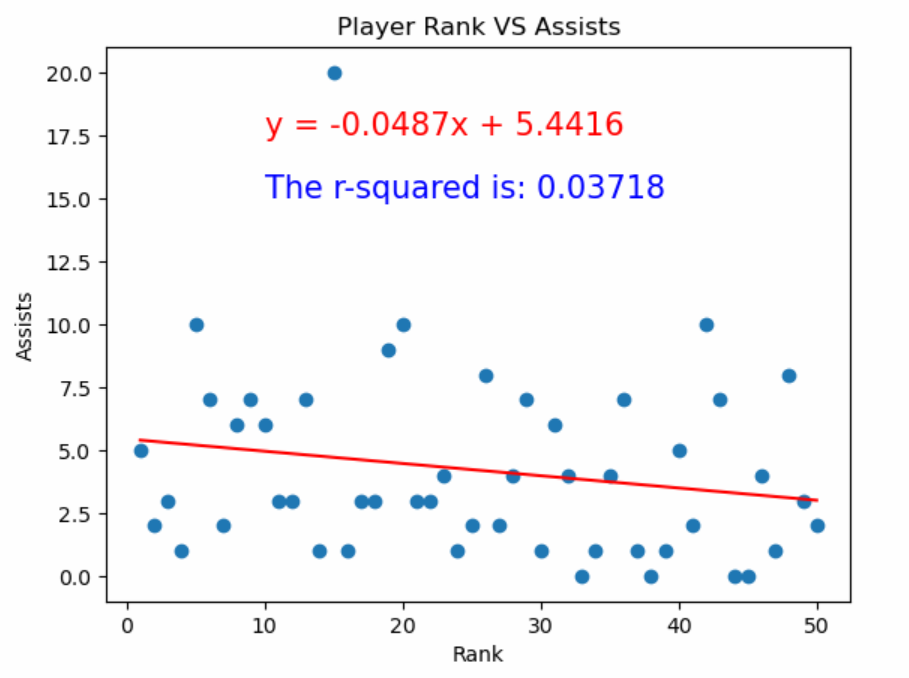 Player Rank VS Assists
20.0
17.5
15.0
12.5
10.0
7.5
5.0
2.5
0.0
Assists
y = -0.0487x + 5.4416
The r-squared is: 0.03718
0 10 20 30 40 50
Rank